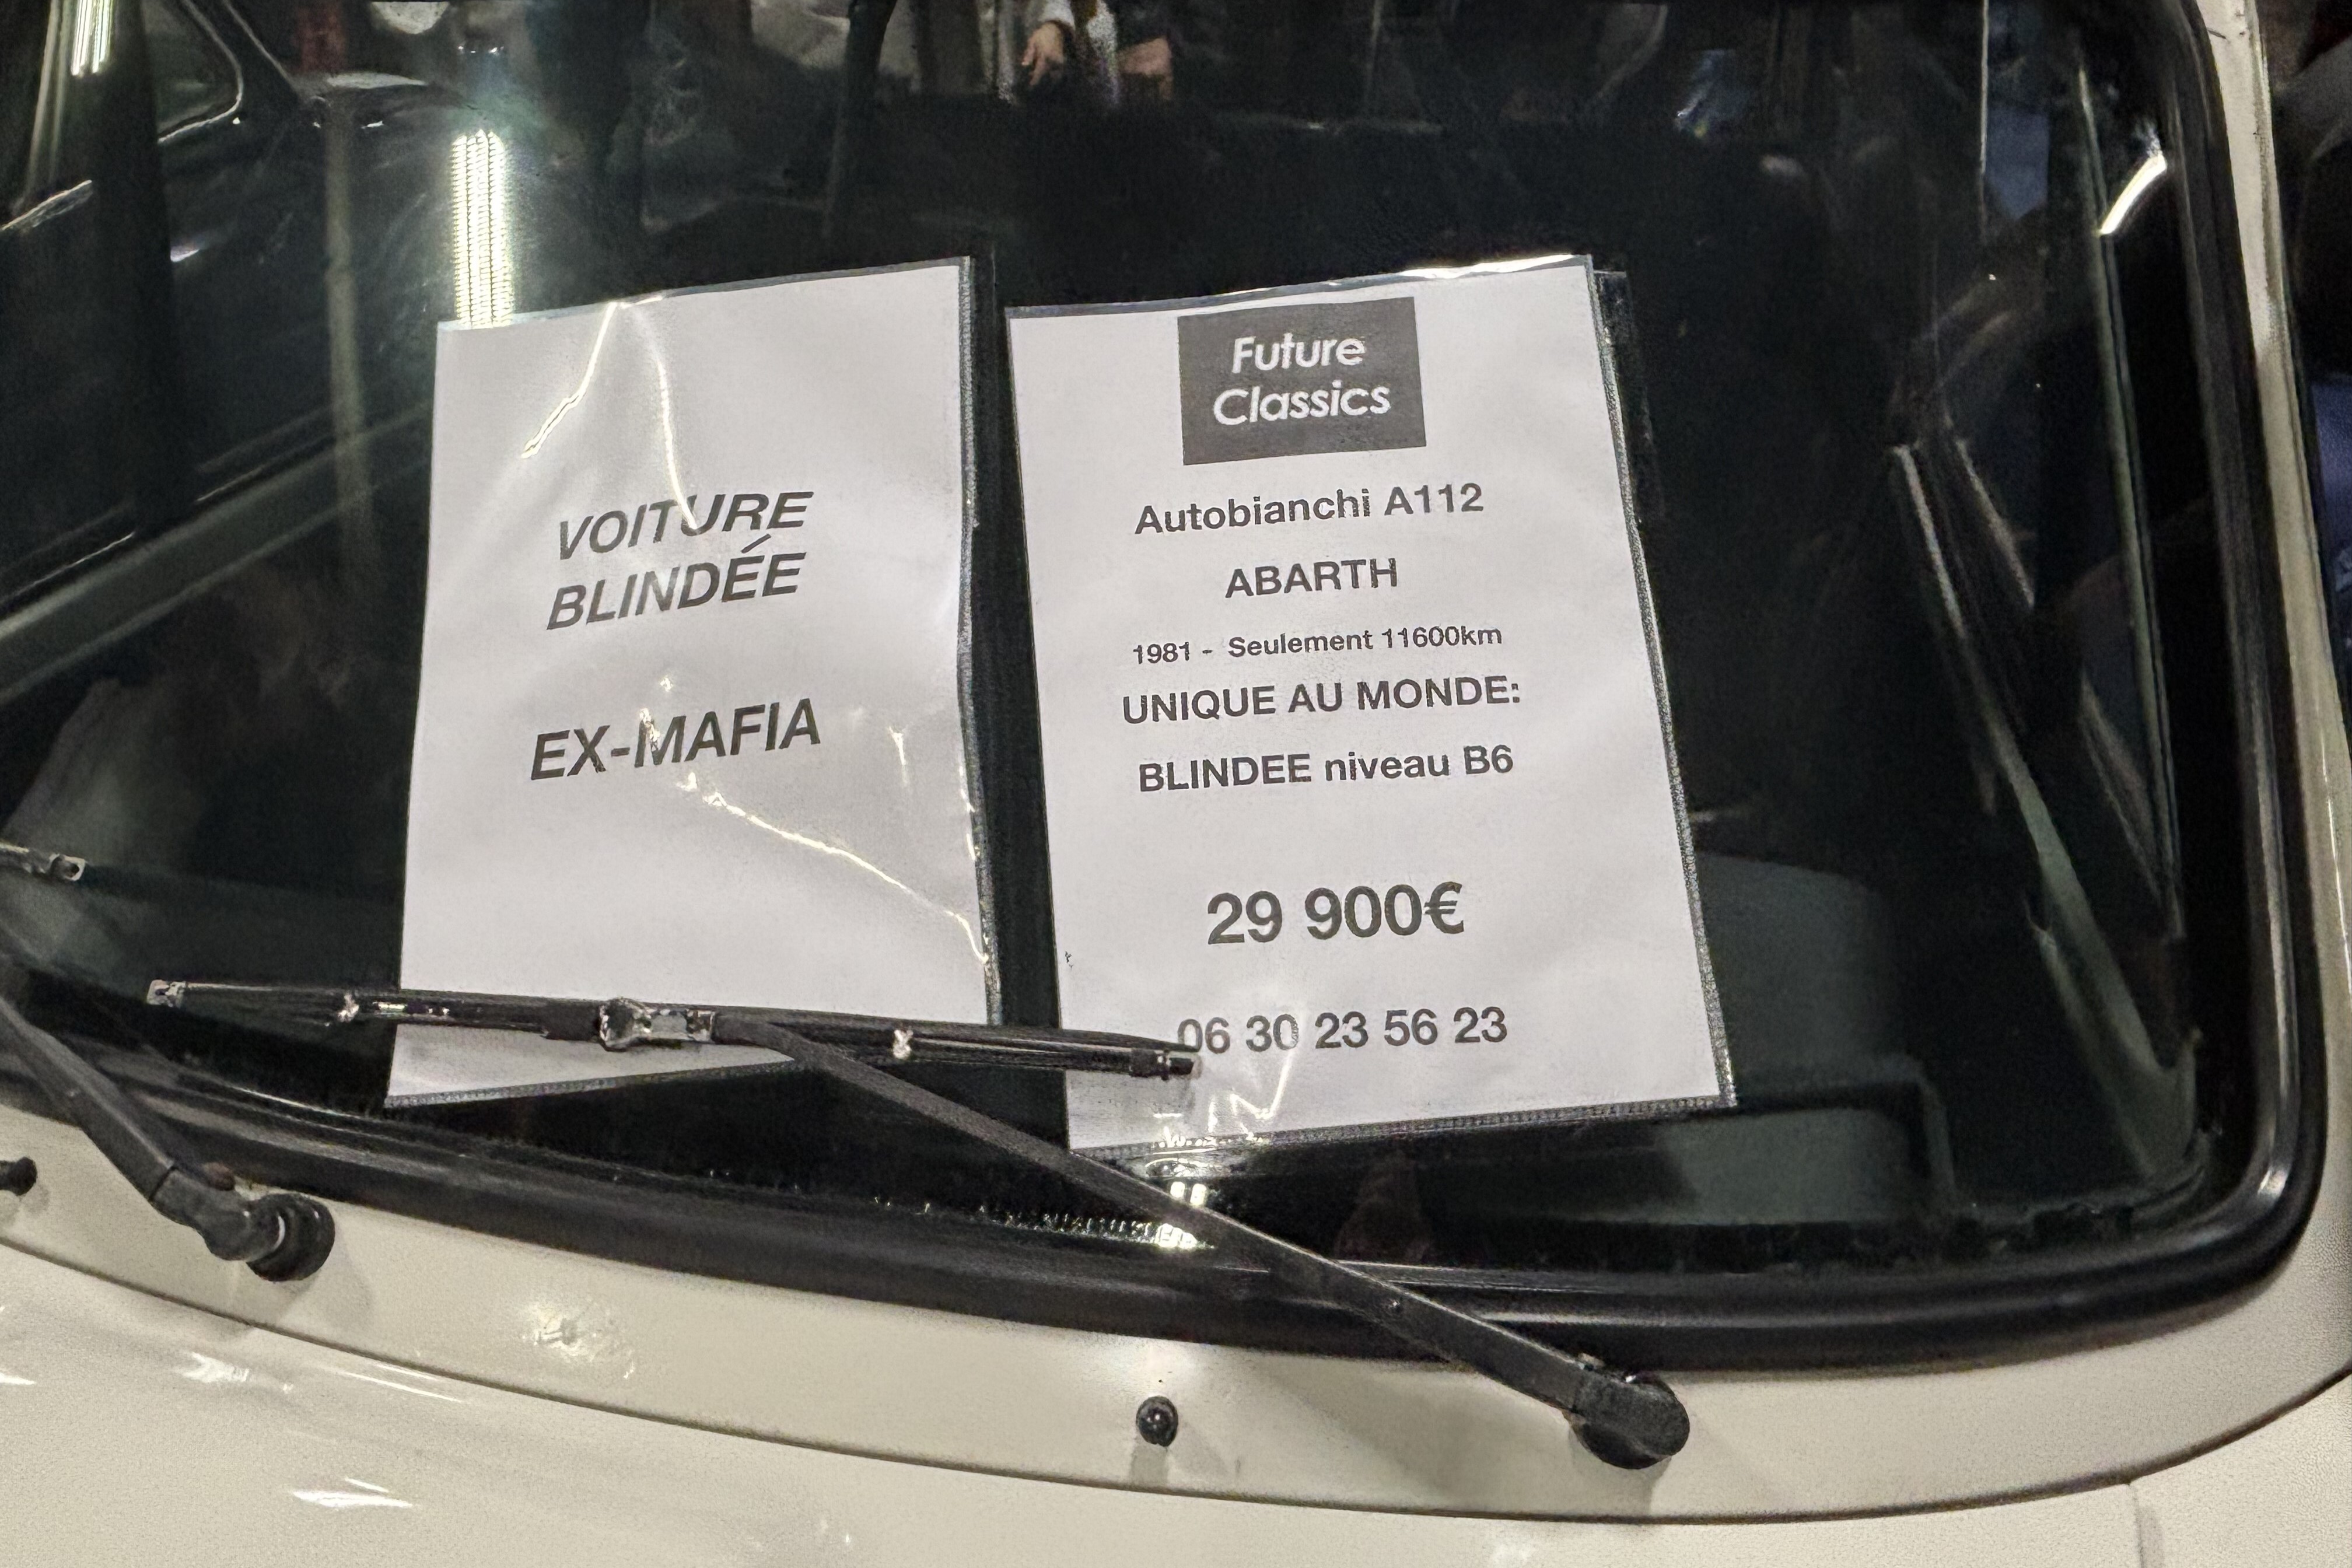 VOITURE
BLINDÉE
EX-MAFIA
Future
Classics
Autobianchi A112
ABARTH
1981 - Seulement 11600km
UNIQUE AU MONDE:
BLINDEE niveau B6
29 900€
06 30 23 56 23